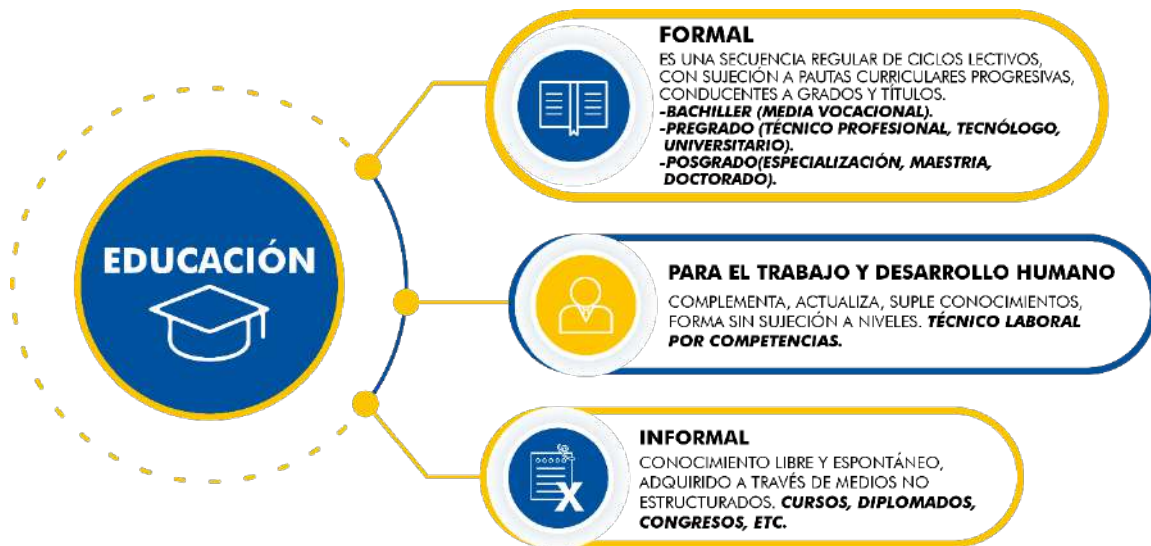 EDUCACIÓN
FORMAL
ES UNA SECUENCIA REGULAR DE CICLOS LECTIVOS,
CON SUJECIÓN A PAUTAS CURRICULARES PROGRESIVAS,
CONDUCENTES A GRADOS Y TÍTULOS.
-BACHILLER (MEDIA VOCACIONAL).
-PREGRADO (TÉCNICO PROFESIONAL, TECNÓLOGO,
UNIVERSITARIO).
-POSGRADO(ESPECIALIZACIÓN, MAESTRIA,
DOCTORADO).
PARA EL TRABAJO Y DESARROLLO HUMANO
COMPLEMENTA, ACTUALIZA, SUPLE CONOCIMIENTOS,
FORMA SIN SUJECIÓN A NIVELES. TÉCNICO LABORAL
POR COMPETENCIAS.
INFORMAL
CONOCIMIENTO LIBRE Y ESPONTÁNEO,
ADQUIRIDO A TRAVÉS DE MEDIOS NO
ESTRUCTURADOS. CURSOS, DIPLOMADOS,
CONGRESOS, ETC.